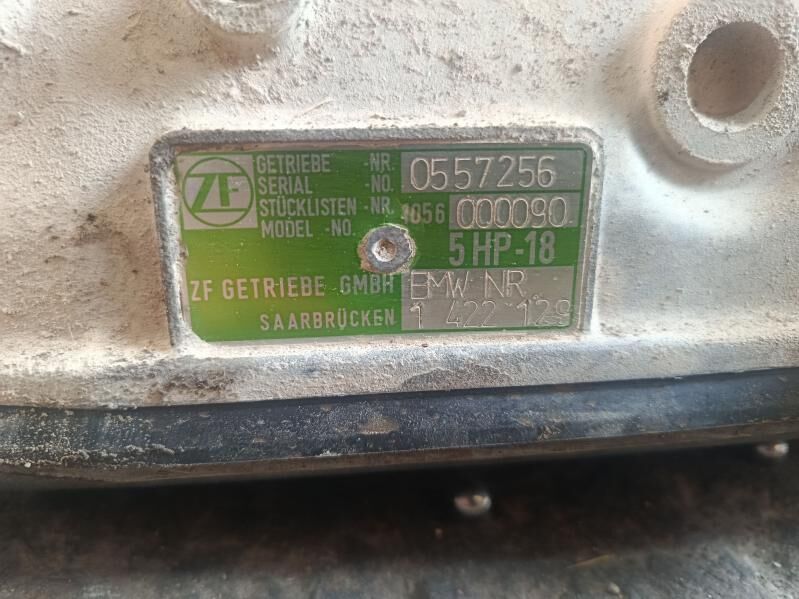 ZF
GETRIEBE -NR. 0557256
SERIAL -NO.
STÜCKLISTEN -NR. 1056 000090
MODEL -NO.
5 HP-18
ZF GETRIEBE GMBH BMW NR.
SAARBRÜCKEN 1 422 129